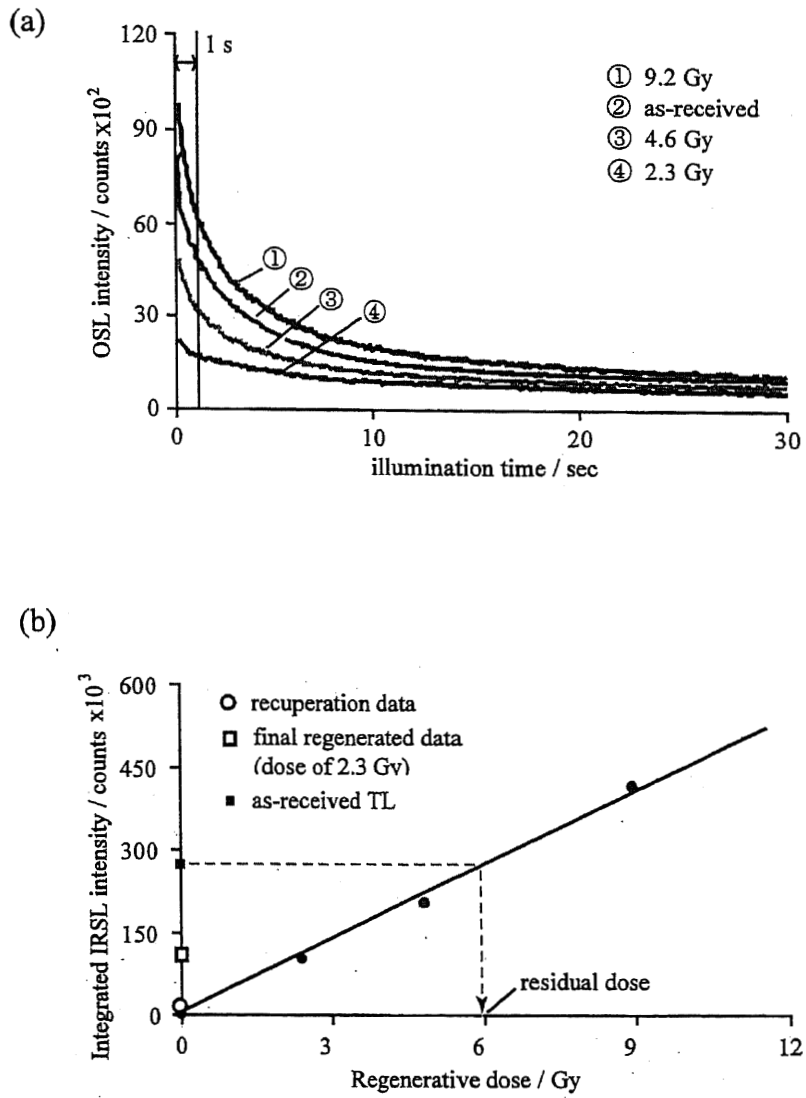 (a)
120
90
60
30
0
OSL intensity / counts x10²
1 s
① 9.2 Gy
② as-received
③ 4.6 Gy
④ 2.3 Gy
①
②
③
④
0 10 20 30
illumination time / sec
(b)
600
450
300
150
0
Integrated IRSL intensity / counts x10³
recuperation data
final regenerated data
(dose of 2.3 Gy)
as-received TL
residual dose
0 3 6 9 12
Regenerative dose / Gy